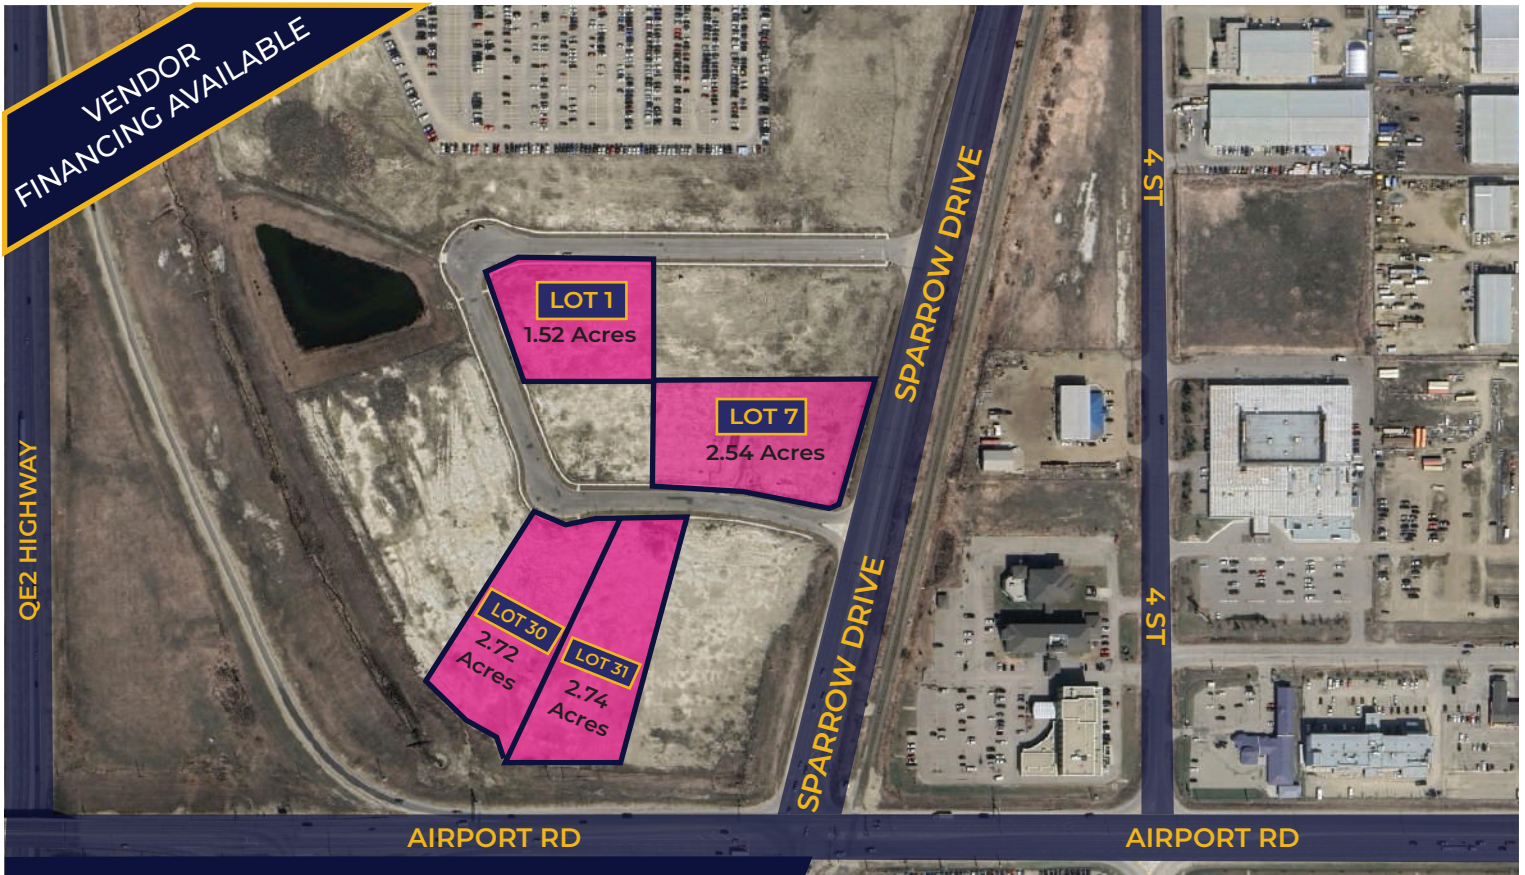 VENDOR
FINANCING AVAILABLE
4 ST
SPARROW DRIVE
LOT 1
1.52 Acres
LOT 7
2.54 Acres
QE2 HIGHWAY
LOT 30
2.72
Acres
LOT 31
2.74
Acres
SPARROW DRIVE
4 ST
AIRPORT RD
AIRPORT RD